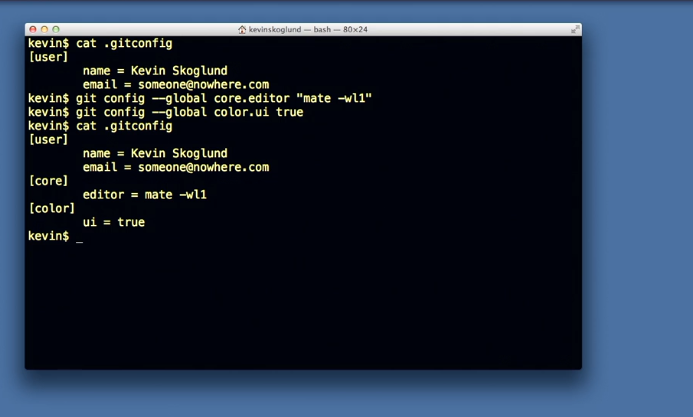 kevinskoglund — bash — 80×24
kevin$ cat .gitconfig
[user]
        name = Kevin Skoglund
        email = someone@nowhere.com
kevin$ git config --global core.editor "mate -wl1"
kevin$ git config --global color.ui true
kevin$ cat .gitconfig
[user]
        name = Kevin Skoglund
        email = someone@nowhere.com
[core]
        editor = mate -wl1
[color]
        ui = true
kevin$ _